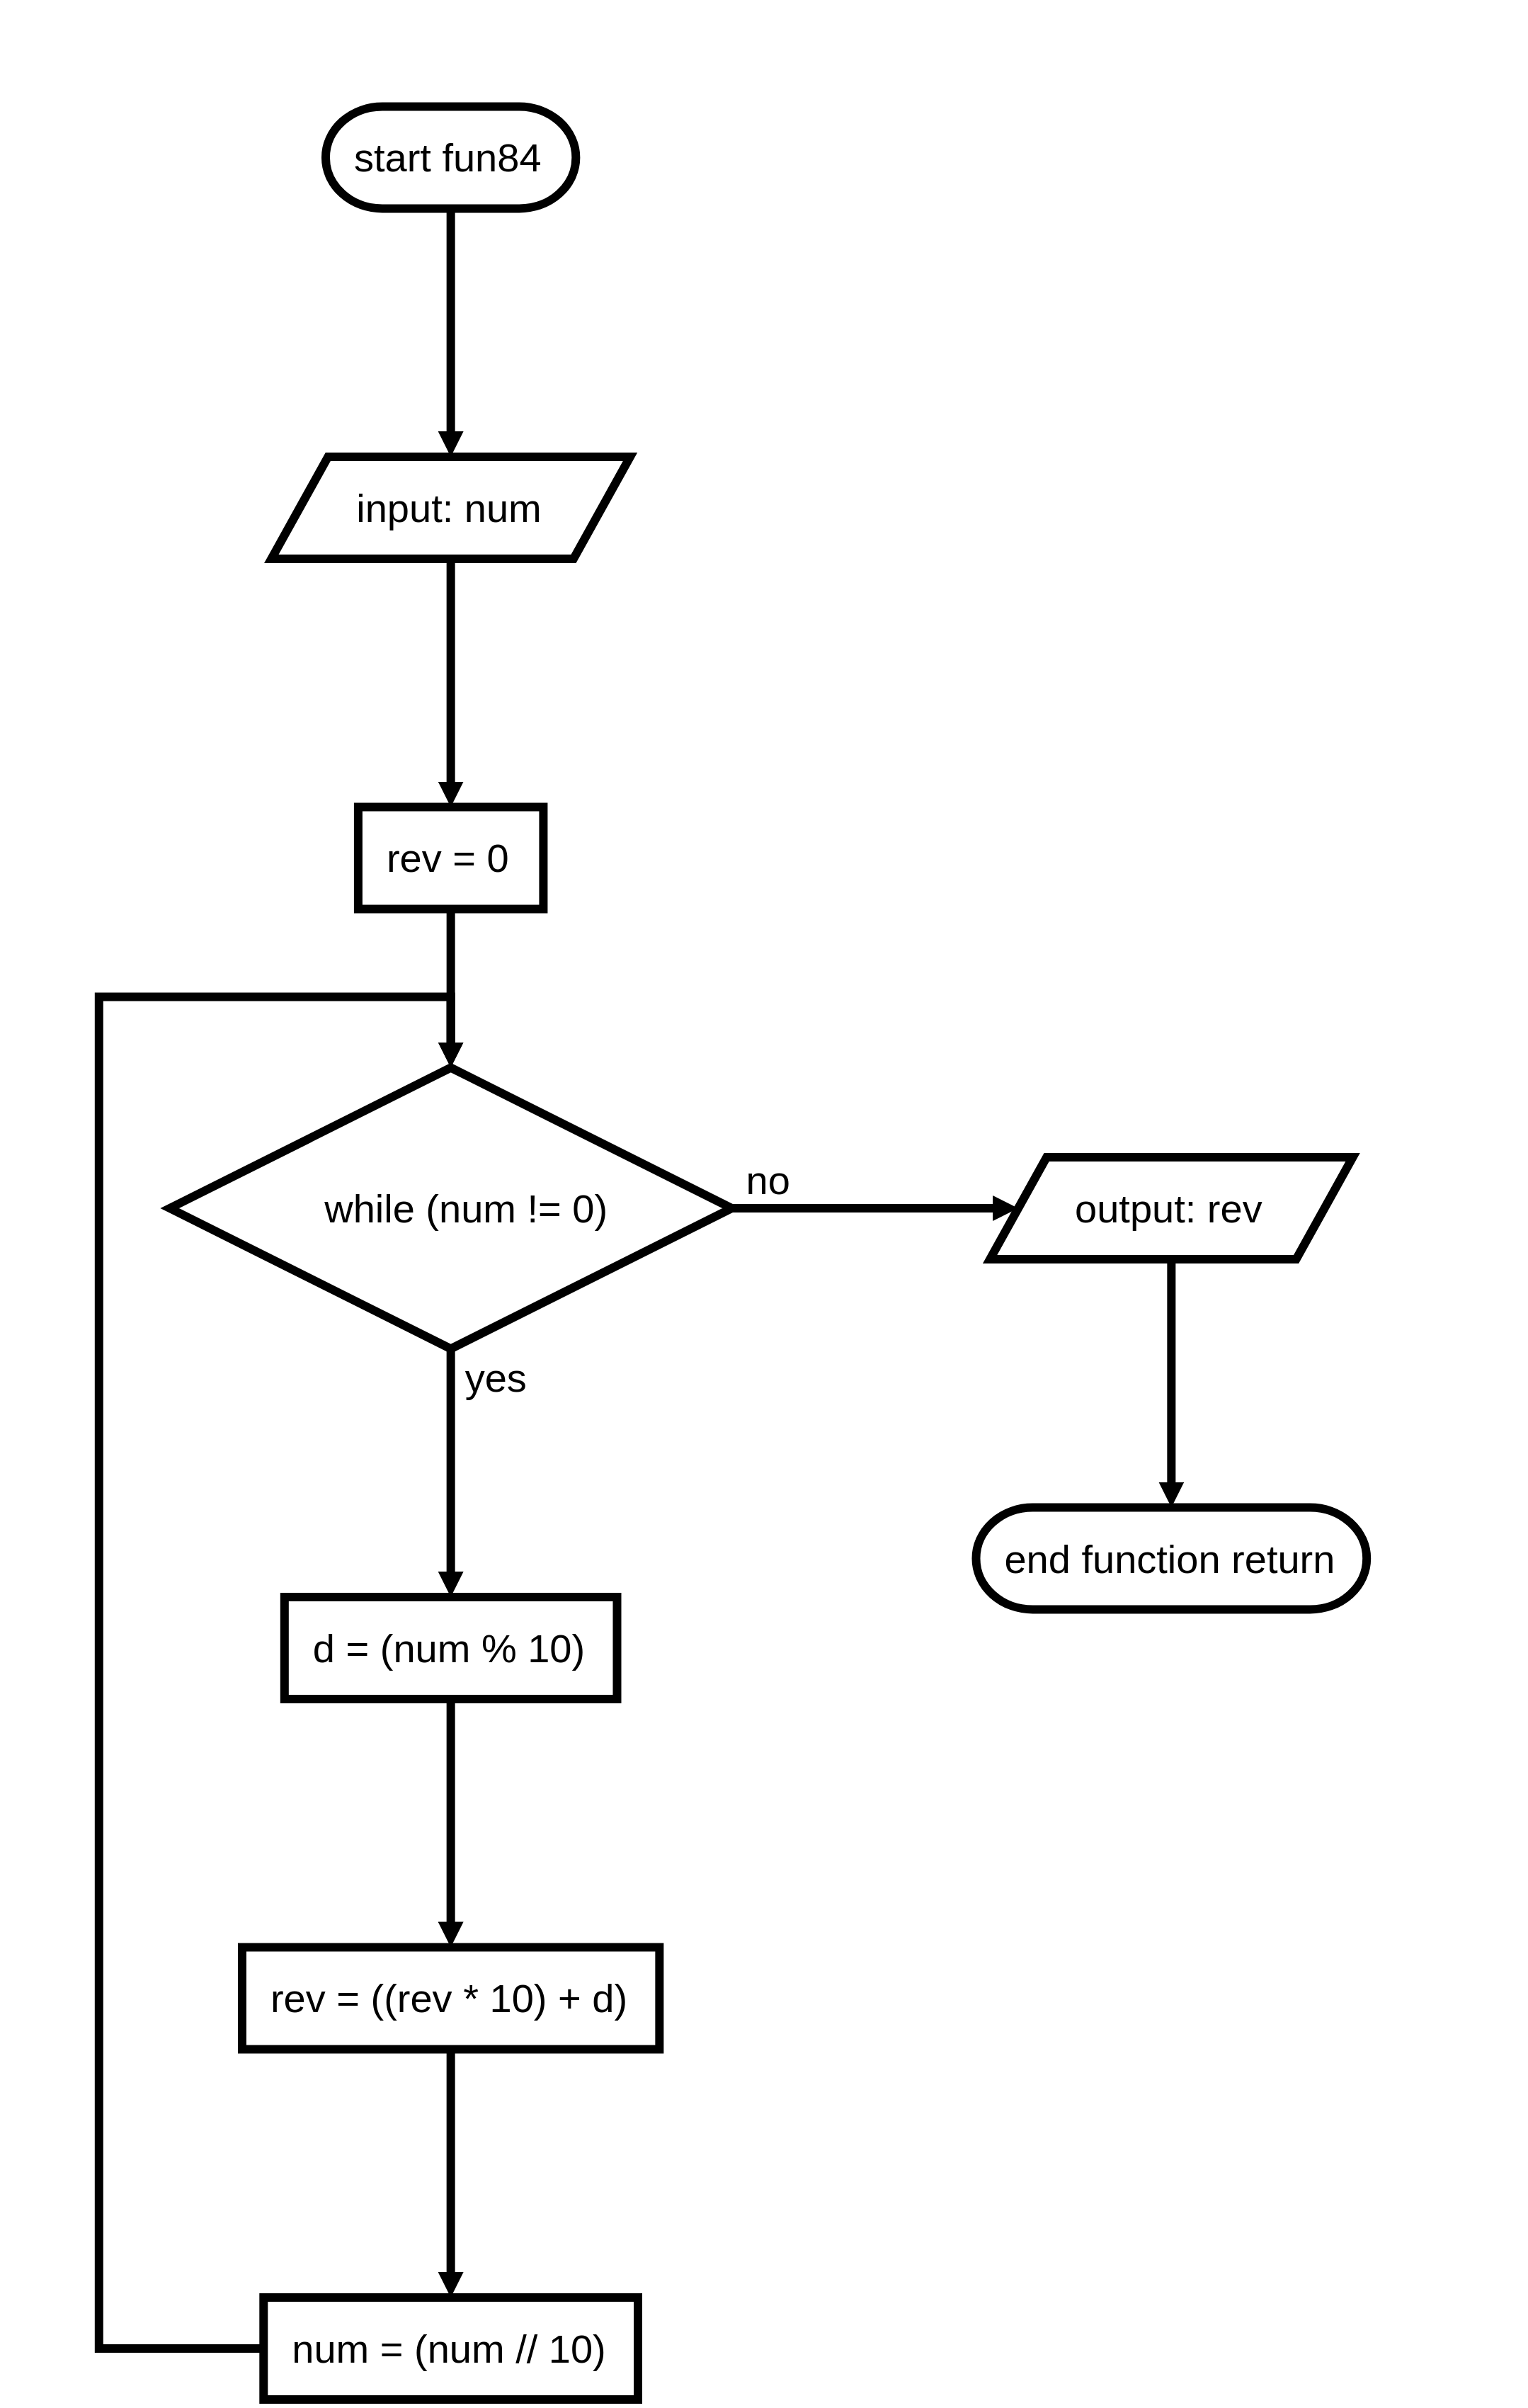 start fun84
input: num
rev = 0
while (num != 0)
no
output: rev
yes
end function return
d = (num % 10)
rev = ((rev * 10) + d)
num = (num // 10)